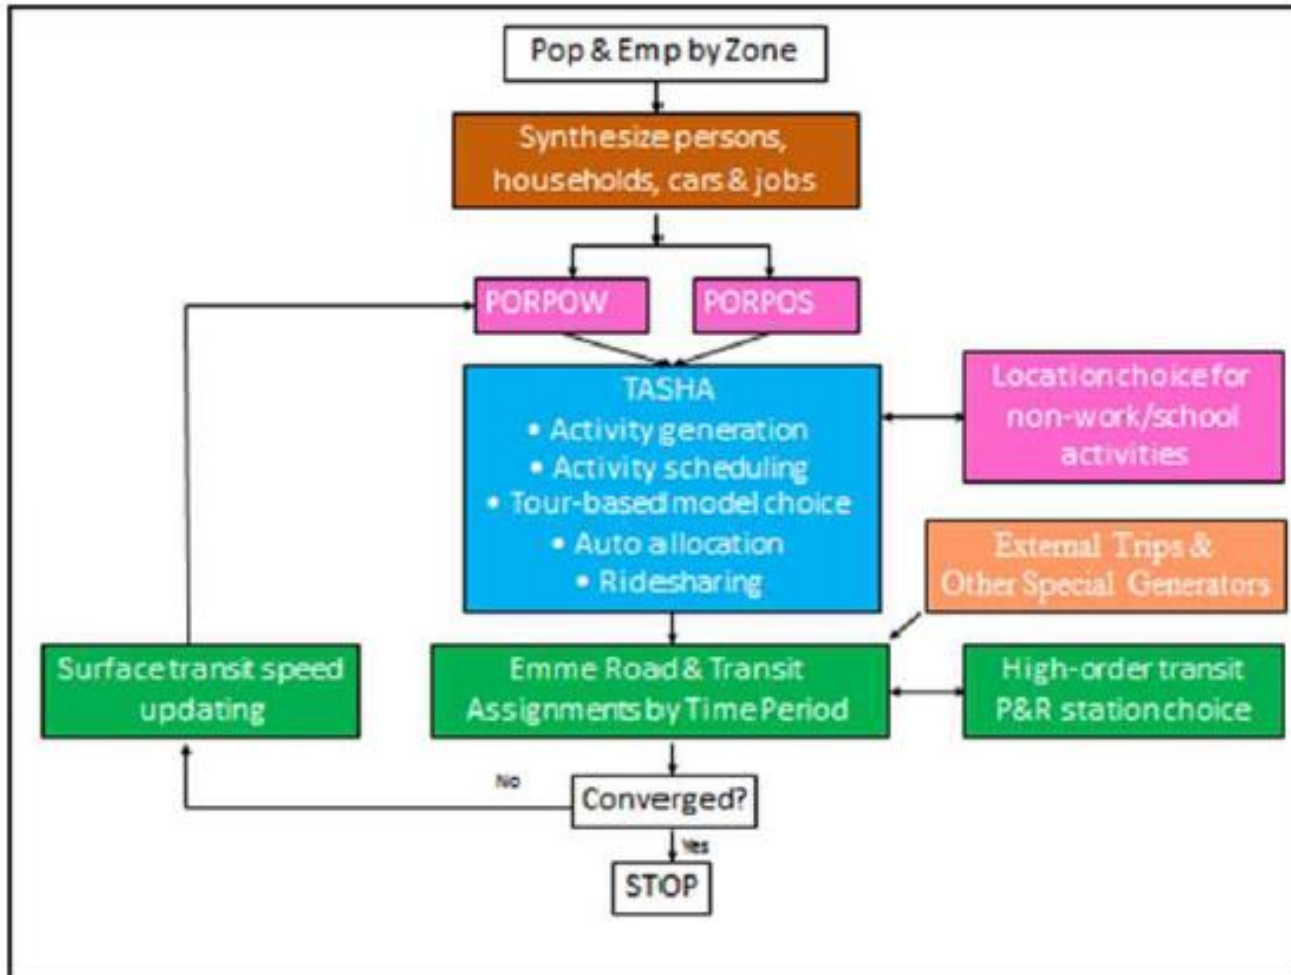 Pop & Emp by Zone
Synthesize persons,
households, cars & jobs
PORPOW
PORPOS
TASHA
• Activity generation
• Activity scheduling
• Tour-based model choice
• Auto allocation
• Ridesharing
Location choice for
non-work/school
activities
External Trips &
Other Special Generators
Surface transit speed
updating
Emme Road & Transit
Assignments by Time Period
High-order transit
P&R station choice
No
Converged?
Yes
STOP